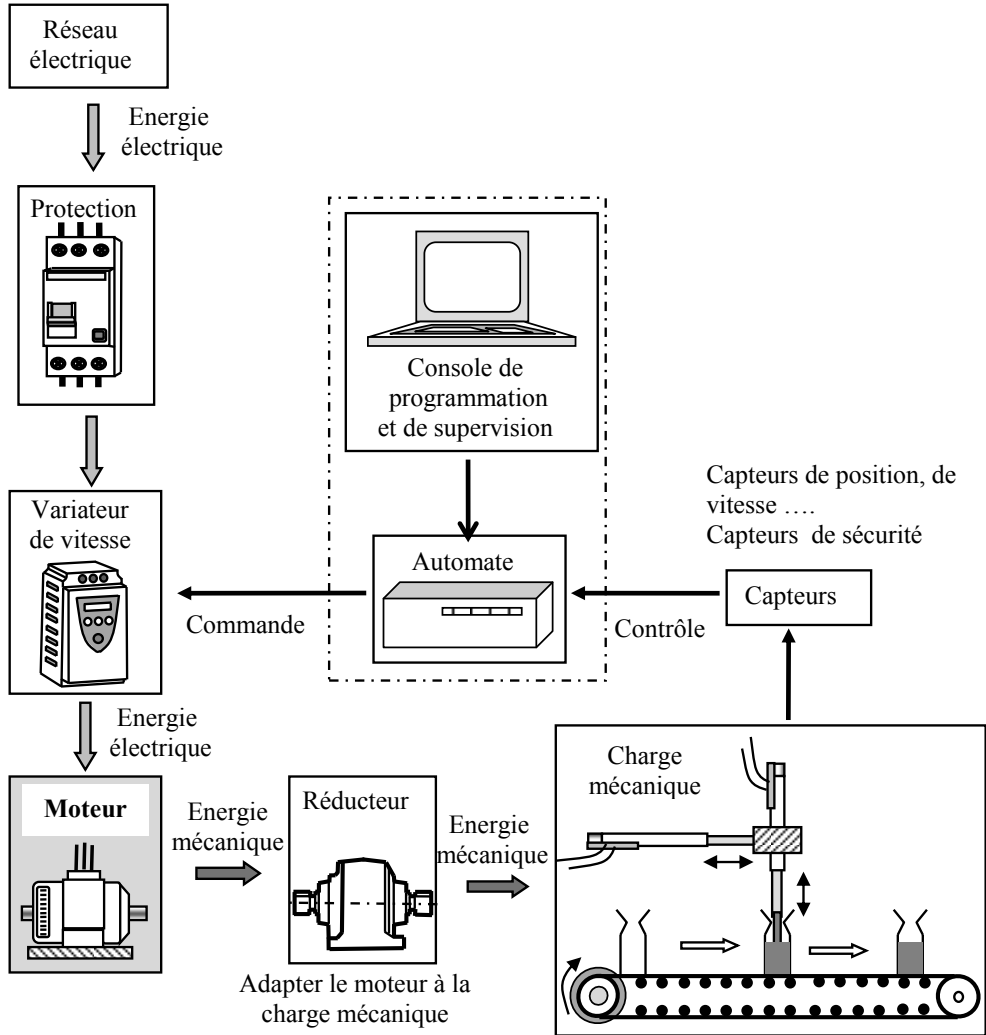 Réseau
électrique
Energie
électrique
Protection
Console de
programmation
et de supervision
Variateur
de vitesse
Commande
Automate
Contrôle
Capteurs de position, de
vitesse ….
Capteurs de sécurité
Capteurs
Energie
électrique
Moteur
Energie
mécanique
Réducteur
Adapter le moteur à la
charge mécanique
Energie
mécanique
Charge
mécanique